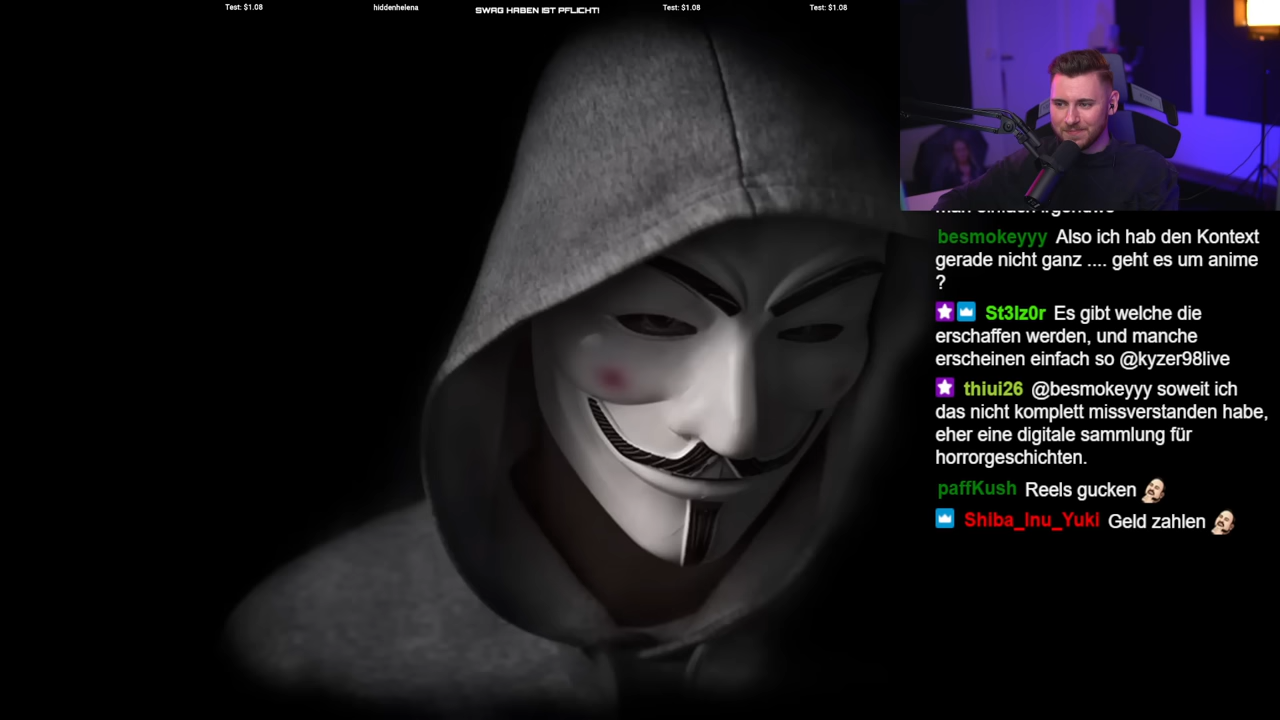 Test: $1.08
hiddenhelena
SWAG HABEN IST PFLICHT!
Test: $1.08
Test: $1.08
besmokeyyy Also ich hab den Kontext
gerade nicht ganz .... geht es um anime
?
St3lz0r Es gibt welche die
erschaffen werden, und manche
erscheinen einfach so @kyzer98live
thiui26 @besmokeyyy soweit ich
das nicht komplett missverstanden habe,
eher eine digitale sammlung für
horrorgeschichten.
paffKush Reels gucken
Shiba_Inu_Yuki Geld zahlen